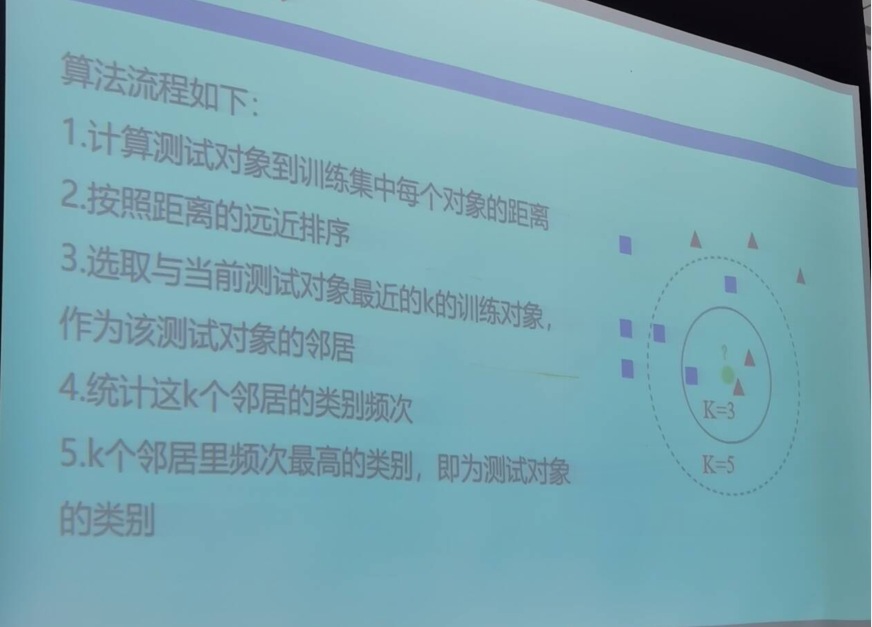 算法流程如下：
1.计算测试对象到训练集中每个对象的距离
2.按照距离的远近排序
3.选取与当前测试对象最近的k的训练对象，
作为该测试对象的邻居
4.统计这k个邻居的类别频次
5.k个邻居里频次最高的类别，即为测试对象
的类别
?
K=3
K=5